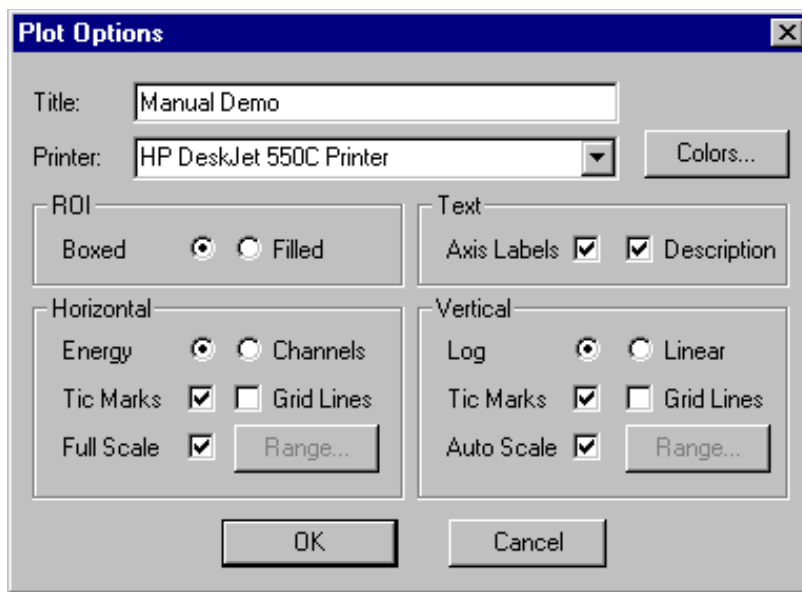 Plot Options
Title: Manual Demo
Printer: HP DeskJet 550C Printer Colors...
ROI
Boxed Filled
Text
Axis Labels Description
Horizontal
Energy Channels
Tic Marks Grid Lines
Full Scale Range...
Vertical
Log Linear
Tic Marks Grid Lines
Auto Scale Range...
OK Cancel